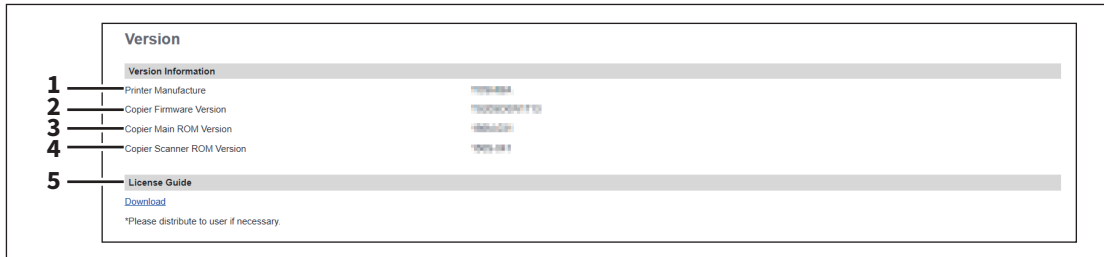 Version
Version Information
1 Printer Manufacture
2 Copier Firmware Version
3 Copier Main ROM Version
4 Copier Scanner ROM Version
5 License Guide
Download
*Please distribute to user if necessary.